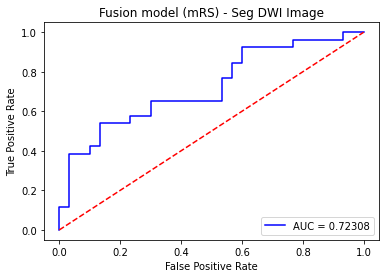 Fusion model (mRS) - Seg DWI Image
True Positive Rate
1.0
0.8
0.6
0.4
0.2
0.0
AUC = 0.72308
0.0 0.2 0.4 0.6 0.8 1.0
False Positive Rate